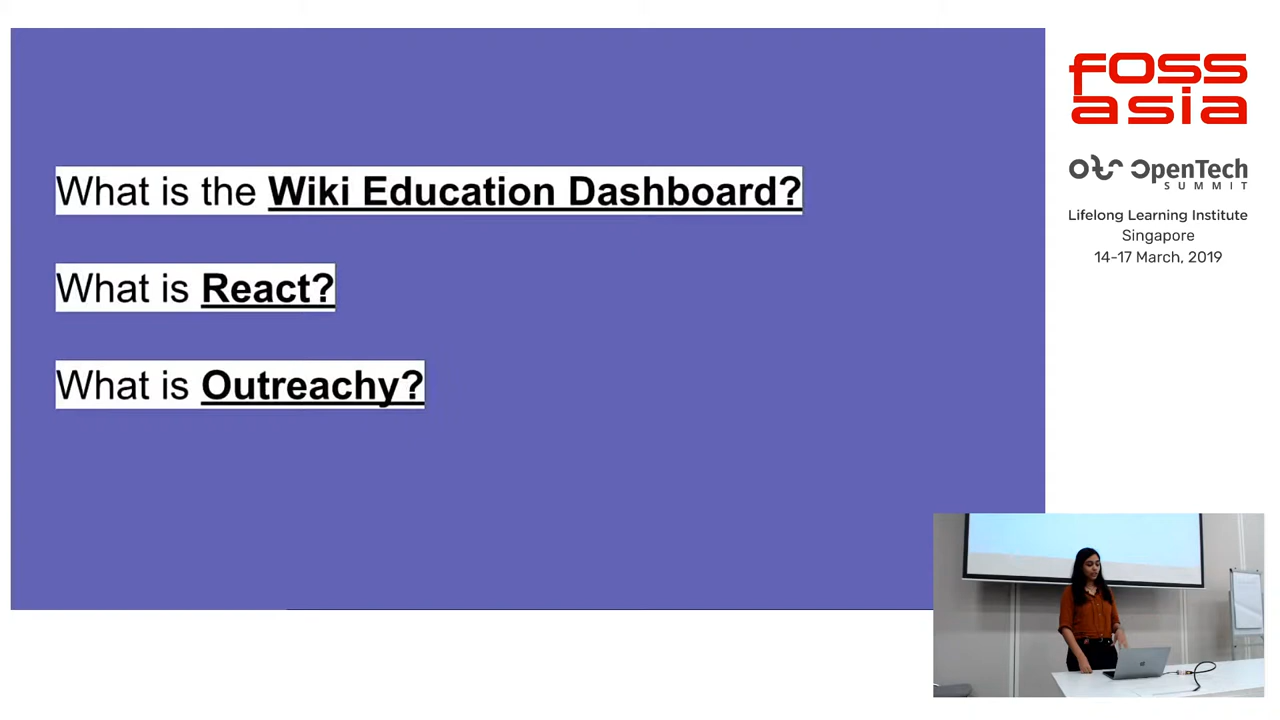 What is the Wiki Education Dashboard?
What is React?
What is Outreachy?
foss
asia
OpenTech
SUMMIT
Lifelong Learning Institute
Singapore
14-17 March, 2019